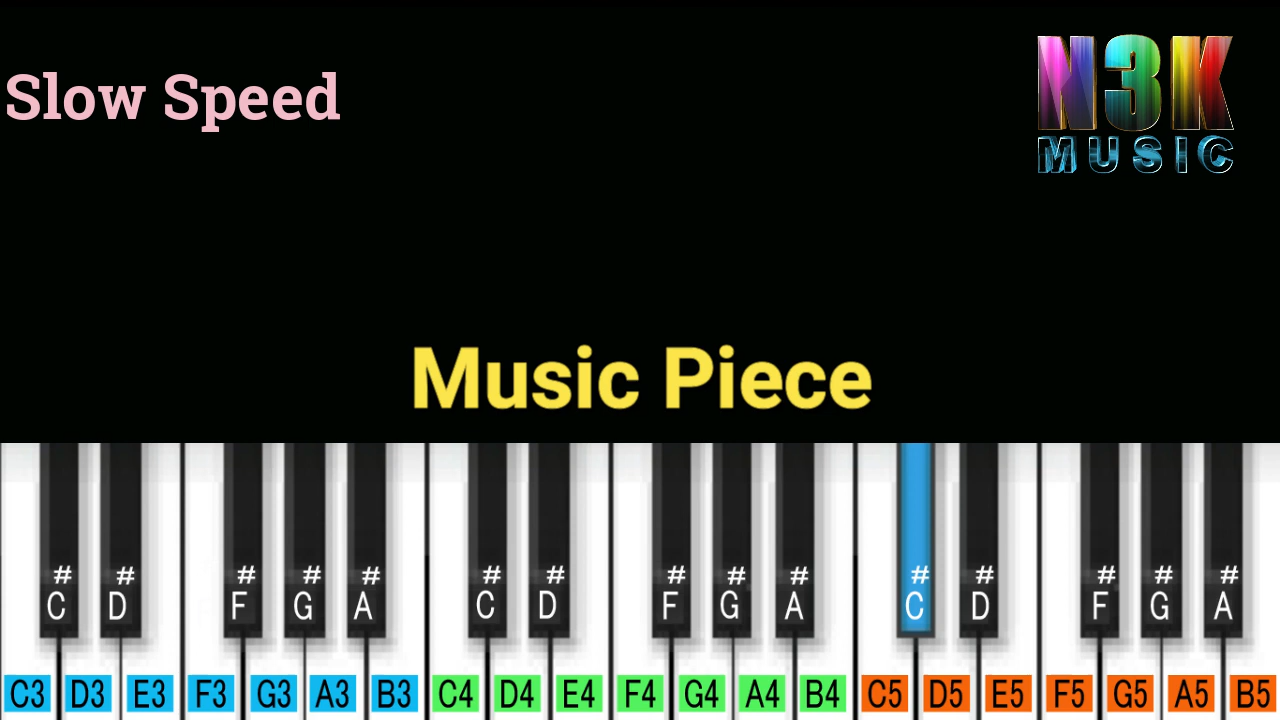 Slow Speed
N3K
MUSIC
Music Piece
# # # # # # # # # # # # # # #
C D F G A C D F G A C D F G A
C3 D3 E3 F3 G3 A3 B3 C4 D4 E4 F4 G4 A4 B4 C5 D5 E5 F5 G5 A5 B5